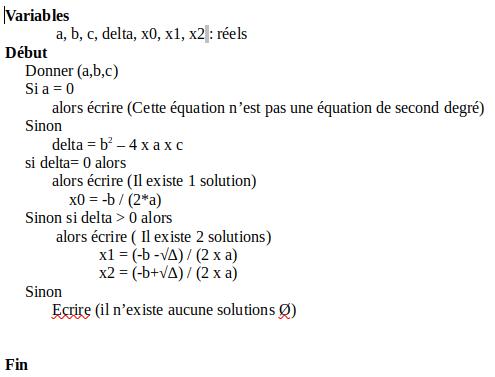 Variables
a, b, c, delta, x0, x1, x2 : réels
Début
Donner (a,b,c)
Si a = 0
alors écrire (Cette équation n’est pas une équation de second degré)
Sinon
delta = b² – 4 x a x c
si delta= 0 alors
alors écrire (Il existe 1 solution)
x0 = -b / (2*a)
Sinon si delta > 0 alors
alors écrire ( Il existe 2 solutions)
x1 = (-b -√Δ) / (2 x a)
x2 = (-b+√Δ) / (2 x a)
Sinon
Ecrire (il n’existe aucune solutions Ø)
Fin